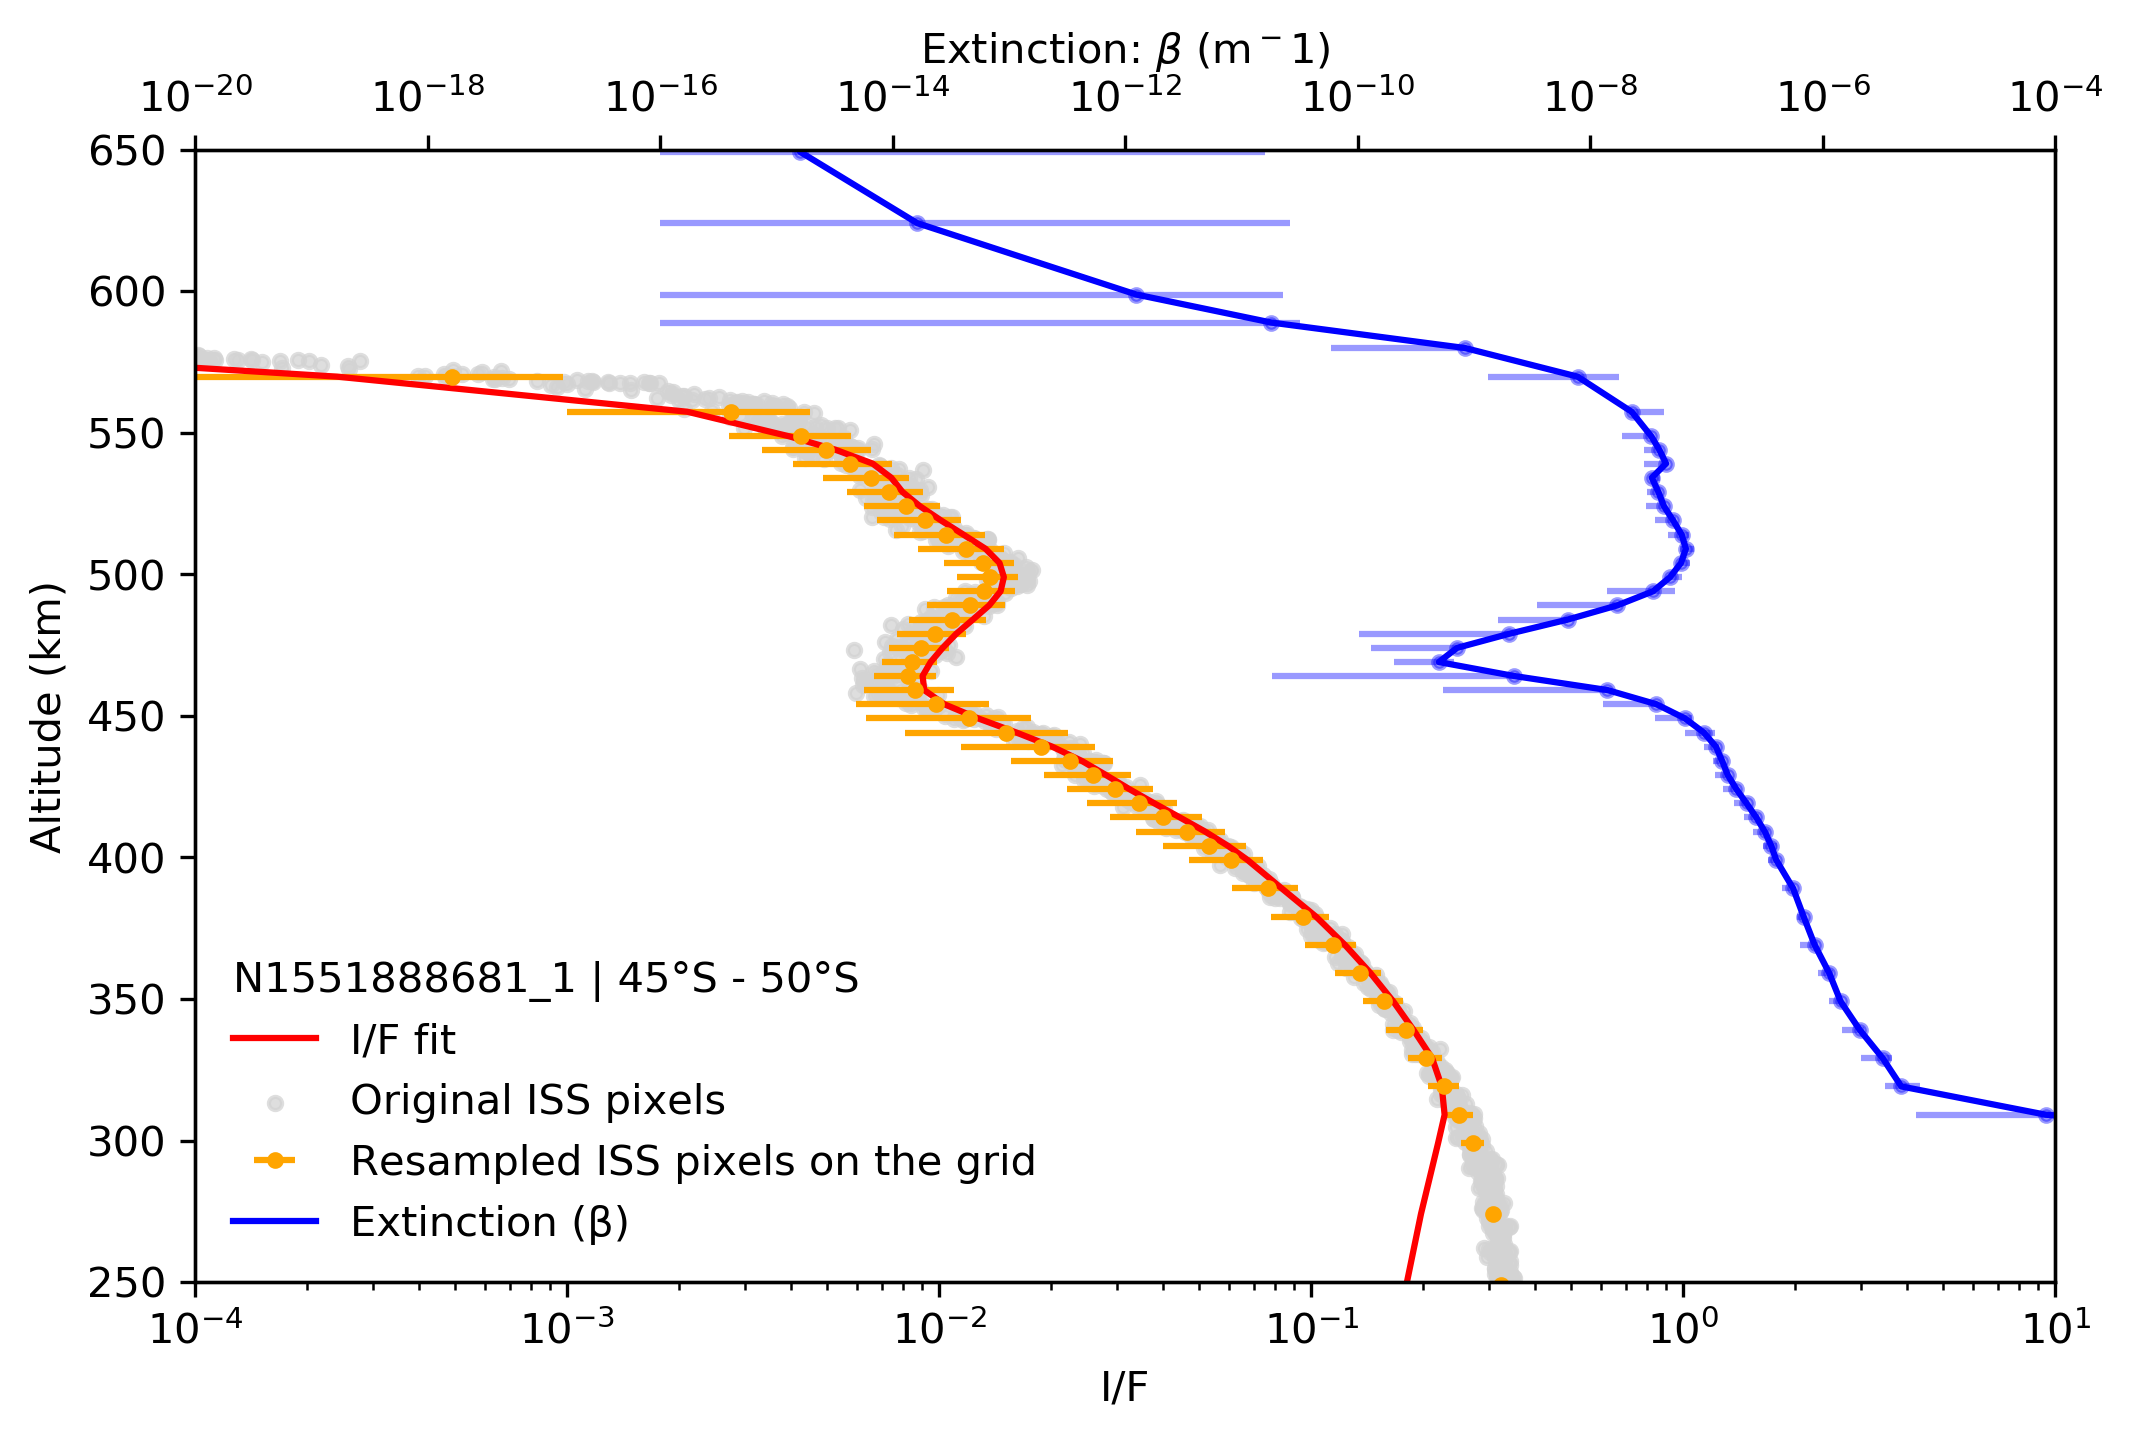 Extinction: β (m⁻1)
10⁻²⁰ 10⁻¹⁸ 10⁻¹⁶ 10⁻¹⁴ 10⁻¹² 10⁻¹⁰ 10⁻⁸ 10⁻⁶ 10⁻⁴
650
600
550
500
450
400
350
300
250
Altitude (km)
N1551888681_1 | 45°S - 50°S
I/F fit
Original ISS pixels
Resampled ISS pixels on the grid
Extinction (β)
10⁻⁴ 10⁻³ 10⁻² 10⁻¹ 10⁰ 10¹
I/F